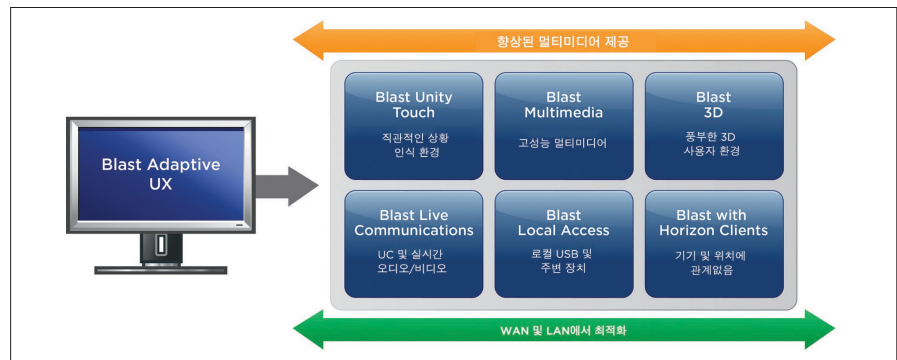 향상된 멀티미디어 제공
Blast Adaptive
UX
Blast Unity
Touch
직관적인 상황
인식 환경
Blast
Multimedia
고성능 멀티미디어
Blast
3D
풍부한 3D
사용자 환경
Blast Live
Communications
UC 및 실시간
오디오/비디오
Blast
Local Access
로컬 USB 및
주변 장치
Blast with
Horizon Clients
기기 및 위치에
관계없음
WAN 및 LAN에서 최적화